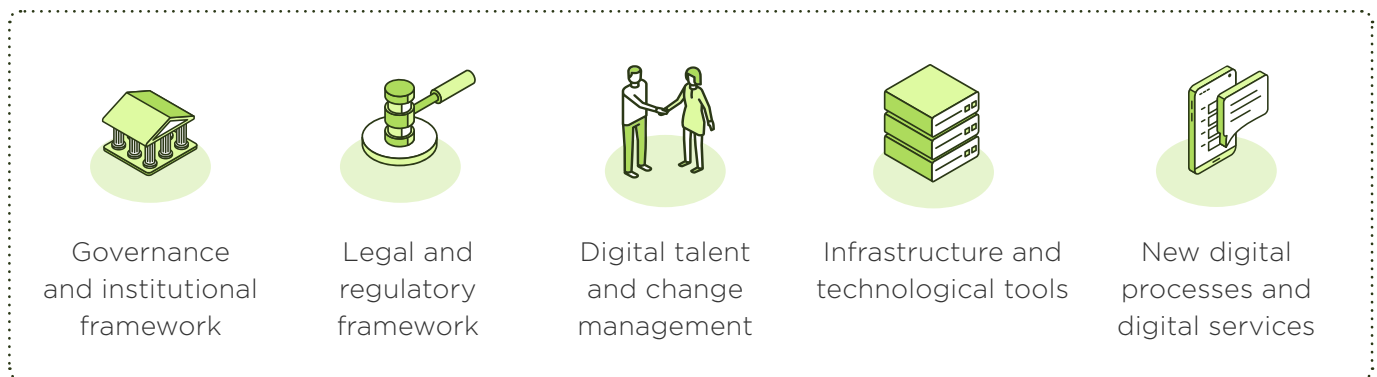 Governance
and institutional
framework
Legal and
regulatory
framework
Digital talent
and change
management
Infrastructure and
technological tools
New digital
processes and
digital services